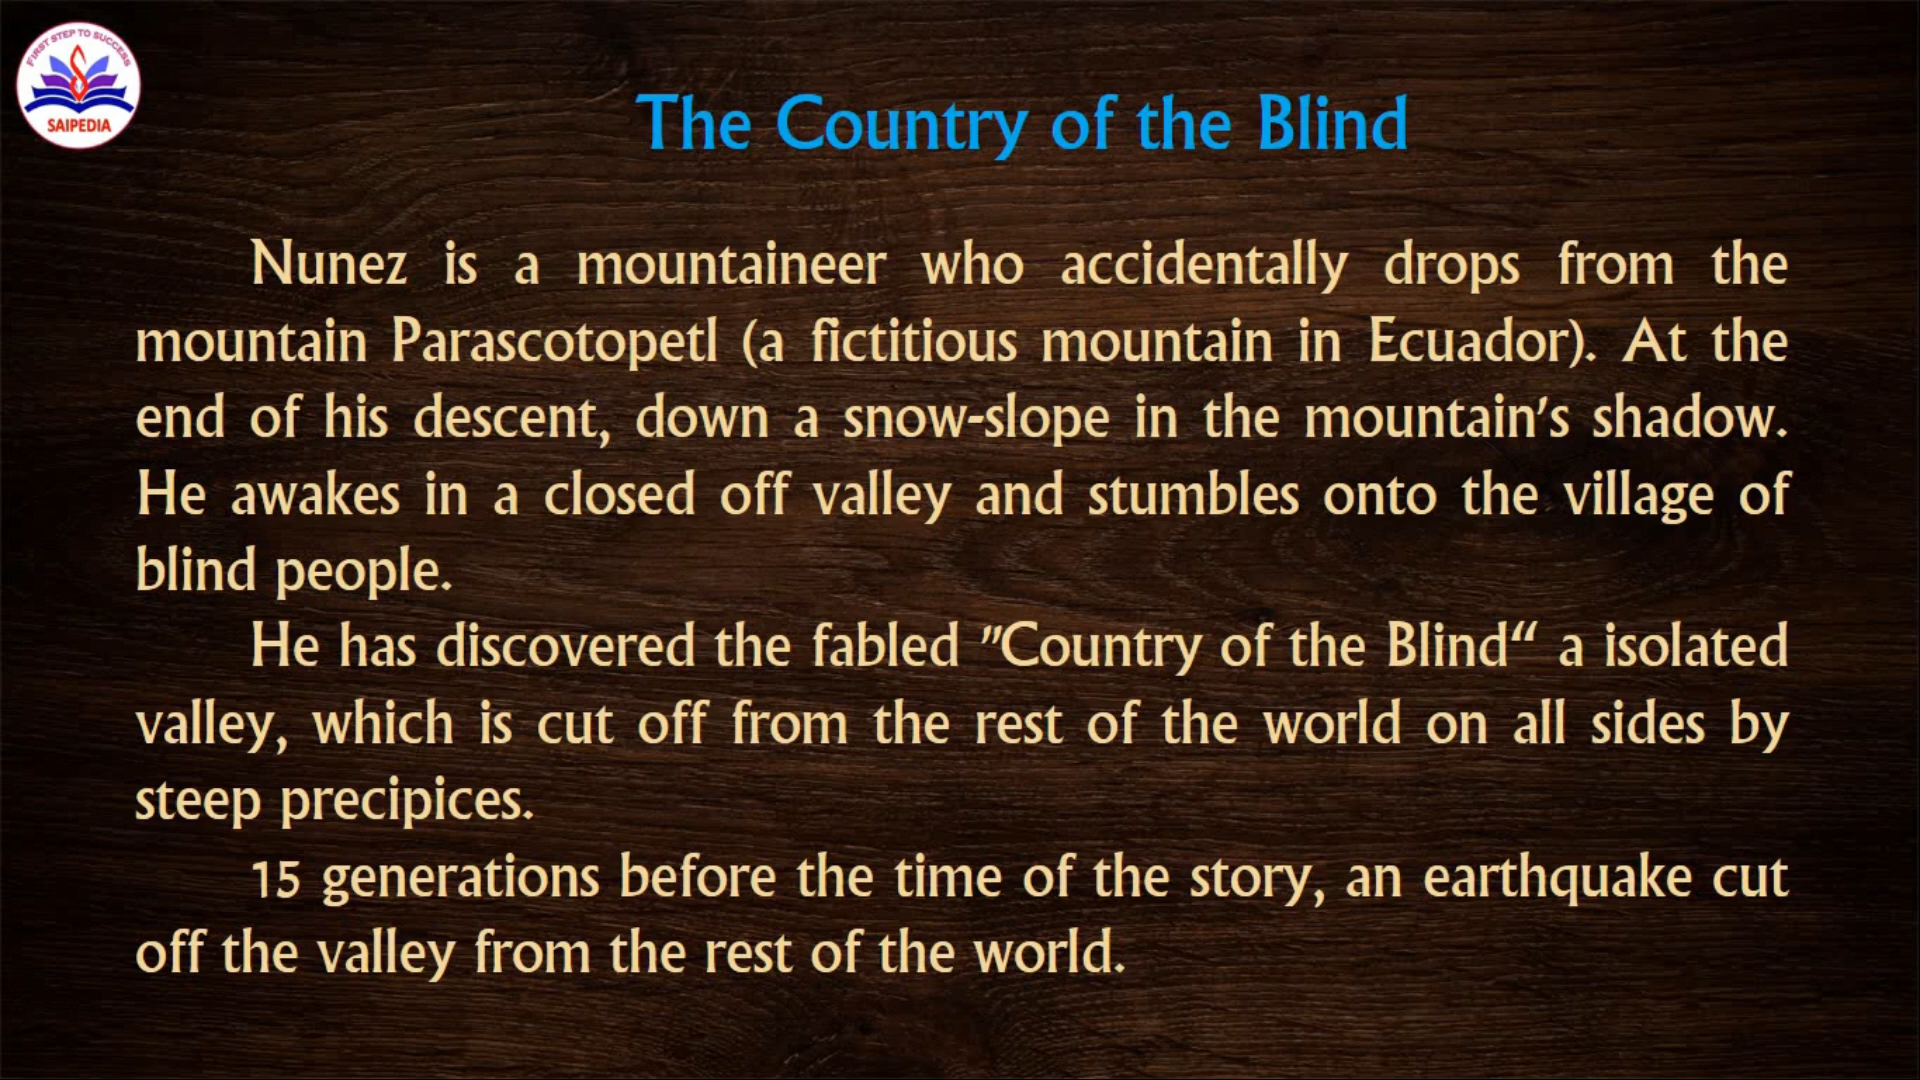 FIRST STEP TO SUCCESS
SAIPEDIA
The Country of the Blind
Nunez is a mountaineer who accidentally drops from the
mountain Parascotopetl (a fictitious mountain in Ecuador). At the
end of his descent, down a snow-slope in the mountain's shadow.
He awakes in a closed off valley and stumbles onto the village of
blind people.
He has discovered the fabled "Country of the Blind“ a isolated
valley, which is cut off from the rest of the world on all sides by
steep precipices.
15 generations before the time of the story, an earthquake cut
off the valley from the rest of the world.